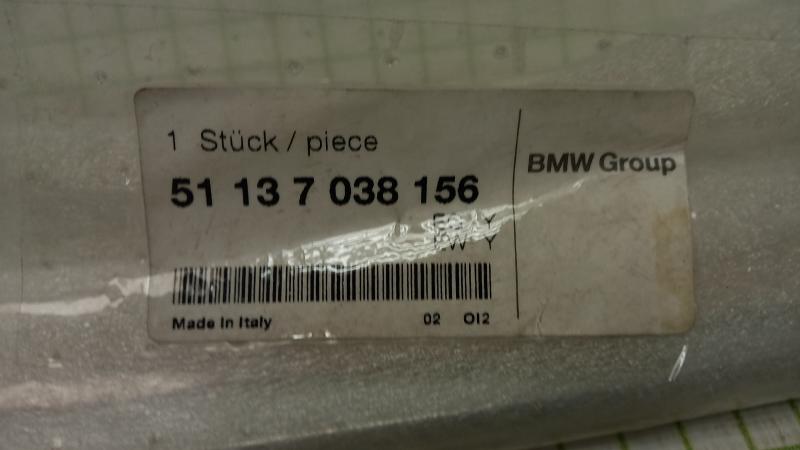 1 Stück / piece
BMW Group
51 13 7 038 156
Made in Italy
02 OI2